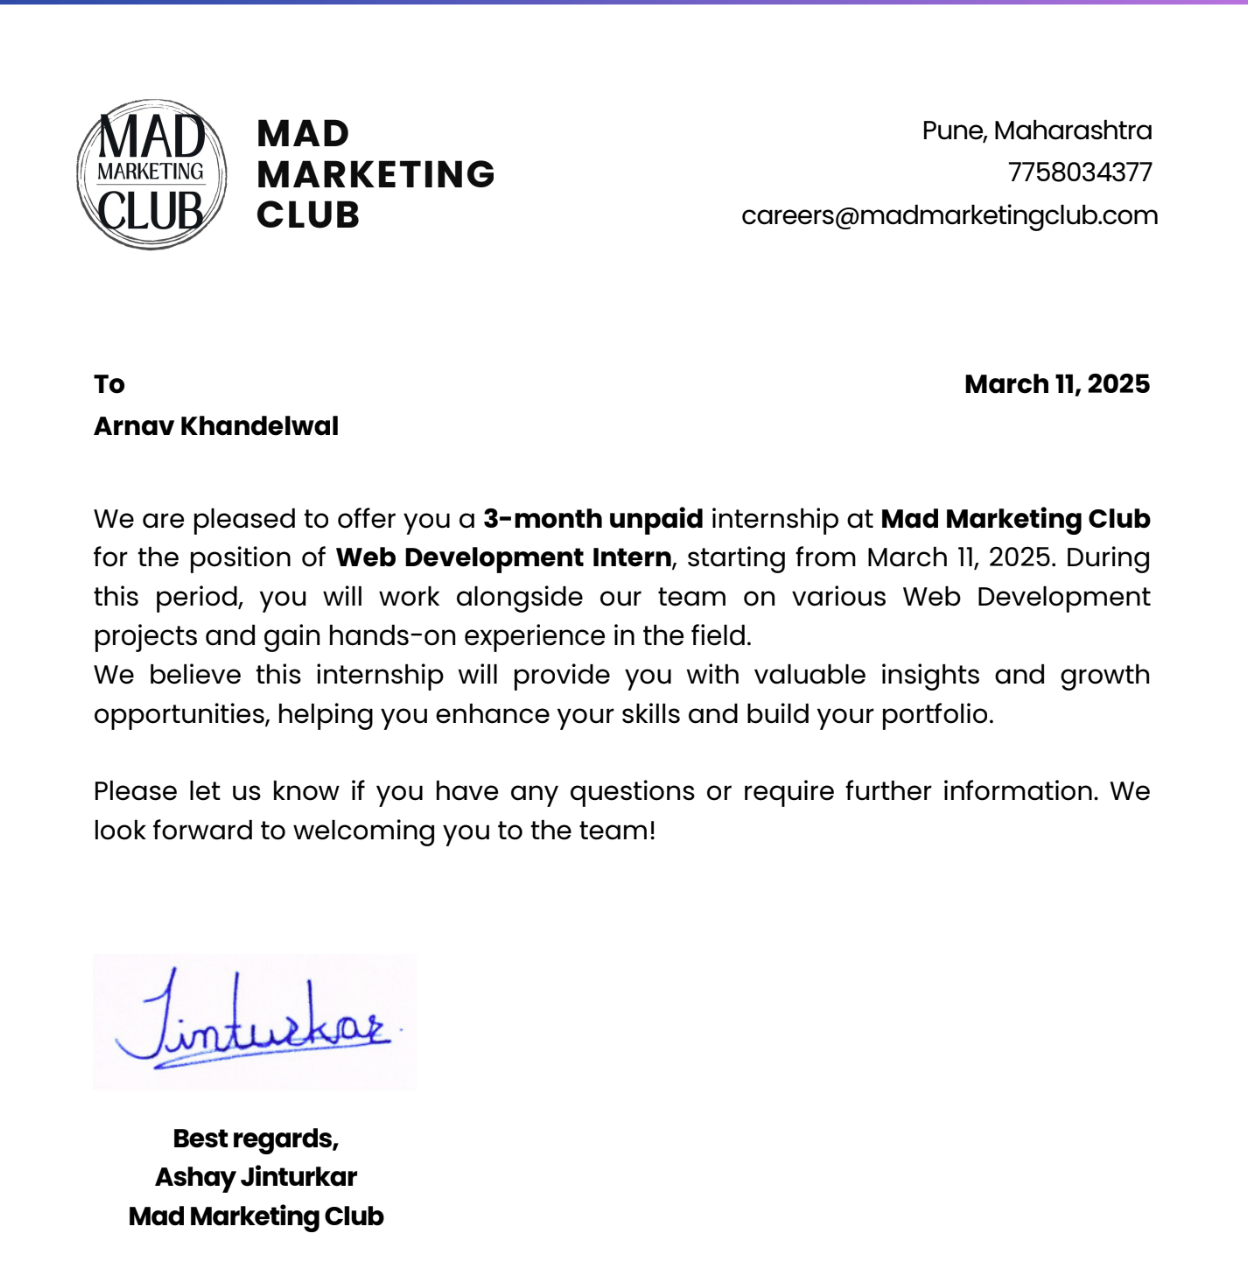 MAD
MARKETING
CLUB
MAD
MARKETING
CLUB
Pune, Maharashtra
7758034377
careers@madmarketingclub.com
To
March 11, 2025
Arnav Khandelwal
We are pleased to offer you a 3-month unpaid internship at Mad Marketing Club
for the position of Web Development Intern, starting from March 11, 2025. During
this period, you will work alongside our team on various Web Development
projects and gain hands-on experience in the field.
We believe this internship will provide you with valuable insights and growth
opportunities, helping you enhance your skills and build your portfolio.
Please let us know if you have any questions or require further information. We
look forward to welcoming you to the team!
Jinturkar
Best regards,
Ashay Jinturkar
Mad Marketing Club